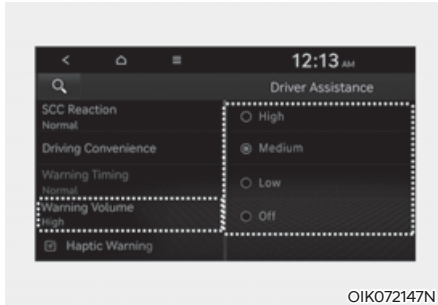 12:13 AM
Driver Assistance
SCC Reaction
Normal
Driving Convenience
Warning Timing
Normal
Warning Volume
High
Haptic Warning
High
Medium
Low
Off
OIK072147N